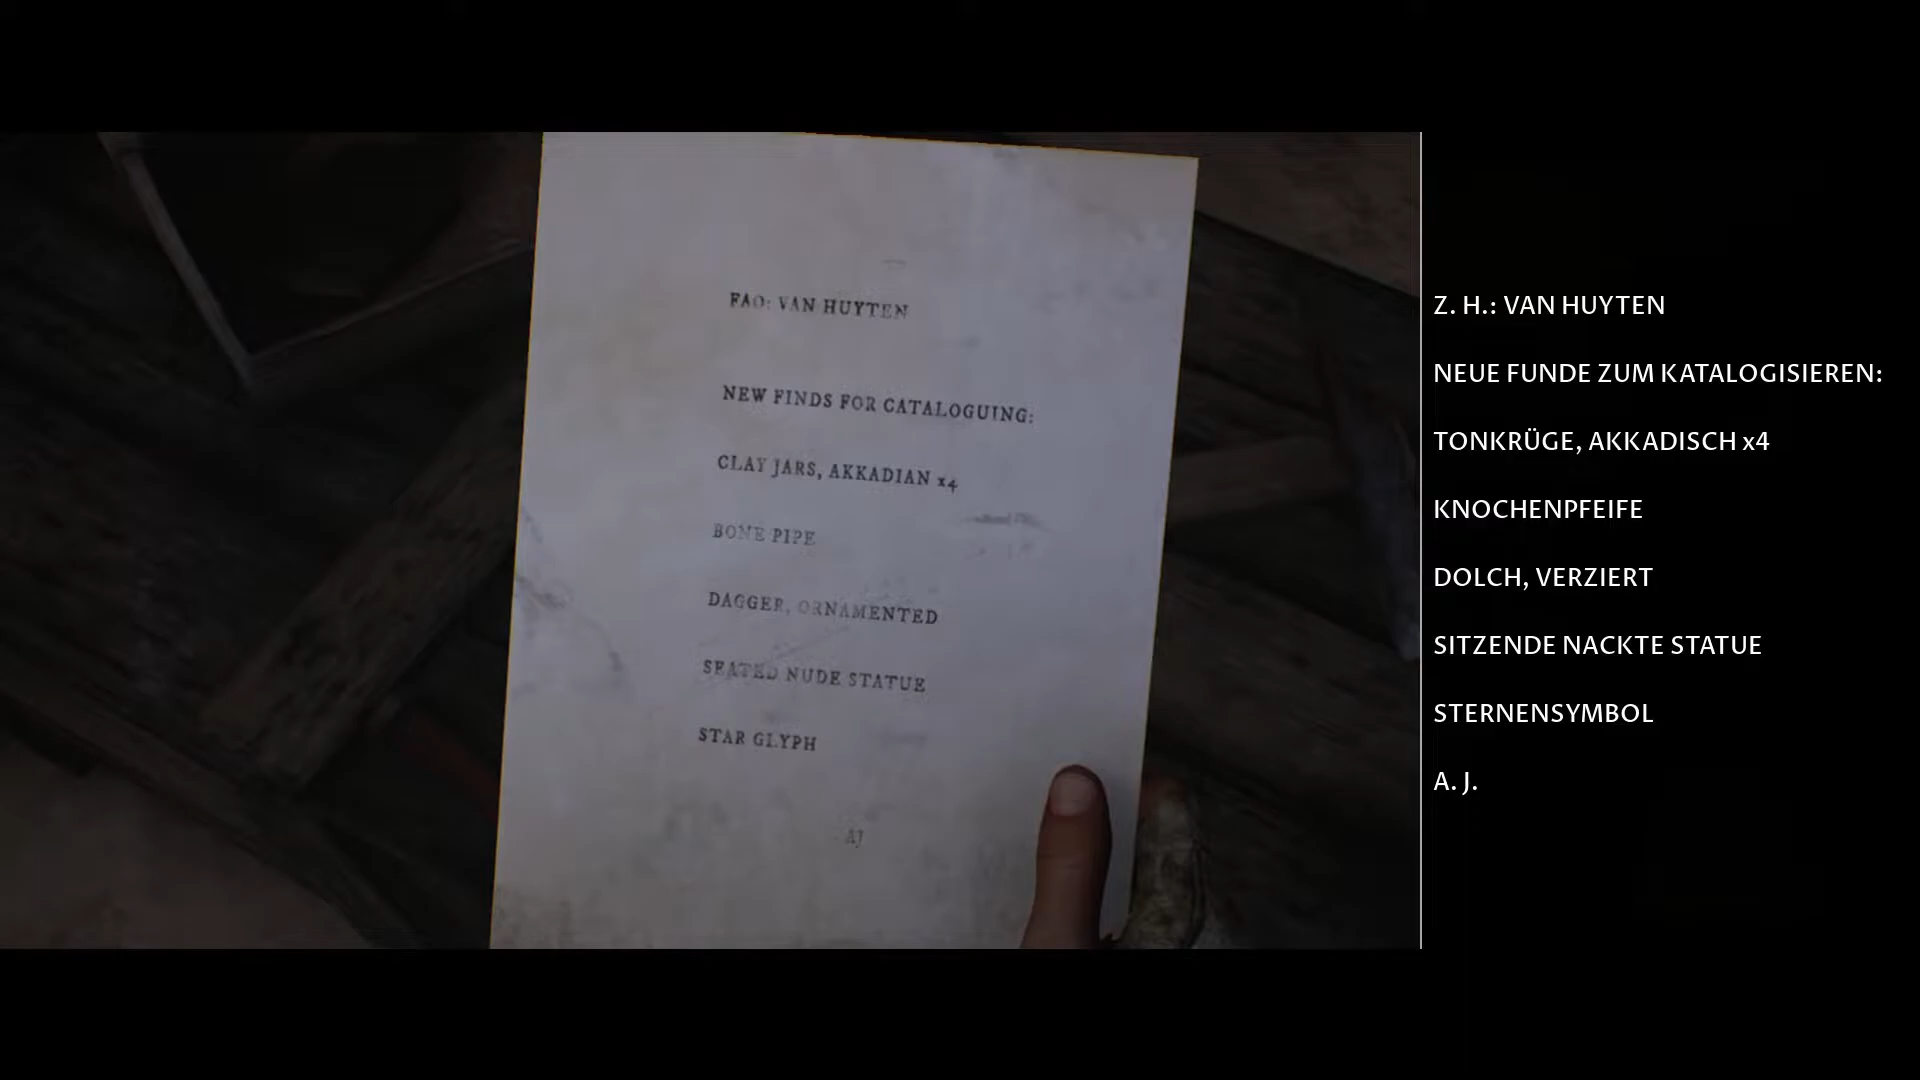 FAO: VAN HUYTEN
NEW FINDS FOR CATALOGUING:
CLAY JARS, AKKADIAN x4
BONE PIPE
DAGGER, ORNAMENTED
SEATED NUDE STATUE
STAR GLYPH
AJ
Z. H.: VAN HUYTEN
NEUE FUNDE ZUM KATALOGISIEREN:
TONKRÜGE, AKKADISCH x4
KNOCHENPFEIFE
DOLCH, VERZIERT
SITZENDE NACKTE STATUE
STERNENSYMBOL
A. J.